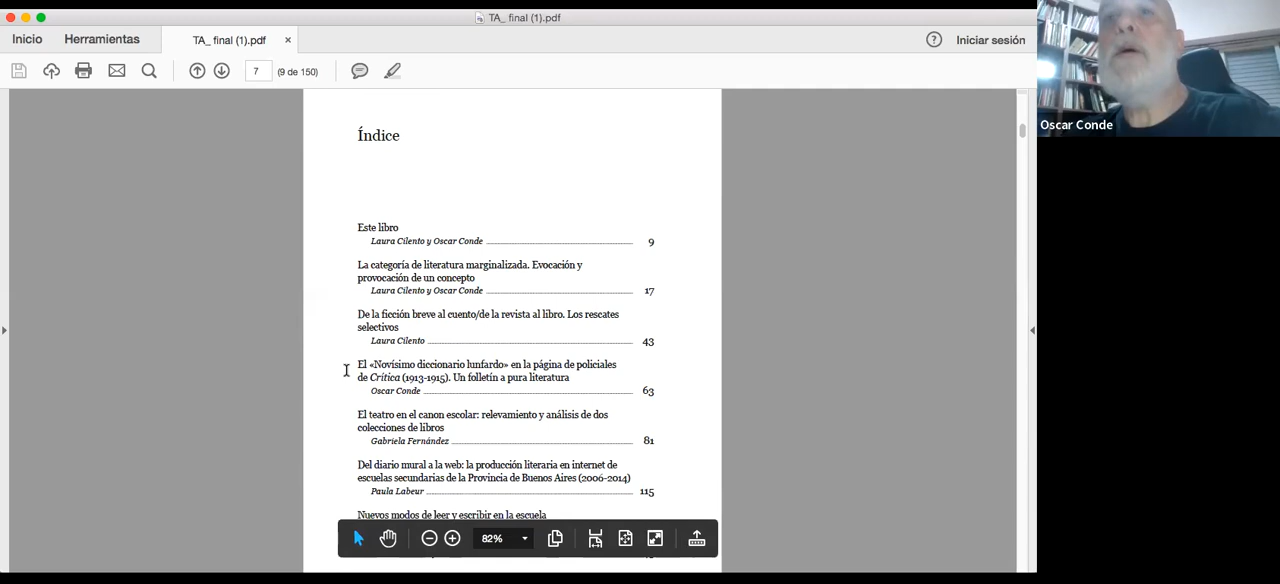 TA_ final (1).pdf
Inicio
Herramientas
TA_ final (1).pdf
×
Iniciar sesión
7
(9 de 150)
Oscar Conde
Índice
Este libro
Laura Cilento y Oscar Conde 9
La categoría de literatura marginalizada. Evocación y
provocación de un concepto
Laura Cilento y Oscar Conde 17
De la ficción breve al cuento/de la revista al libro. Los rescates
selectivos
Laura Cilento 43
El «Novísimo diccionario lunfardo» en la página de policiales
de Crítica (1913-1915). Un folletín a pura literatura
Oscar Conde 63
El teatro en el canon escolar: relevamiento y análisis de dos
colecciones de libros
Gabriela Fernández 81
Del diario mural a la web: la producción literaria en internet de
escuelas secundarias de la Provincia de Buenos Aires (2006-2014)
Paula Labeur 115
Nuevos modos de leer y escribir en la escuela
82%